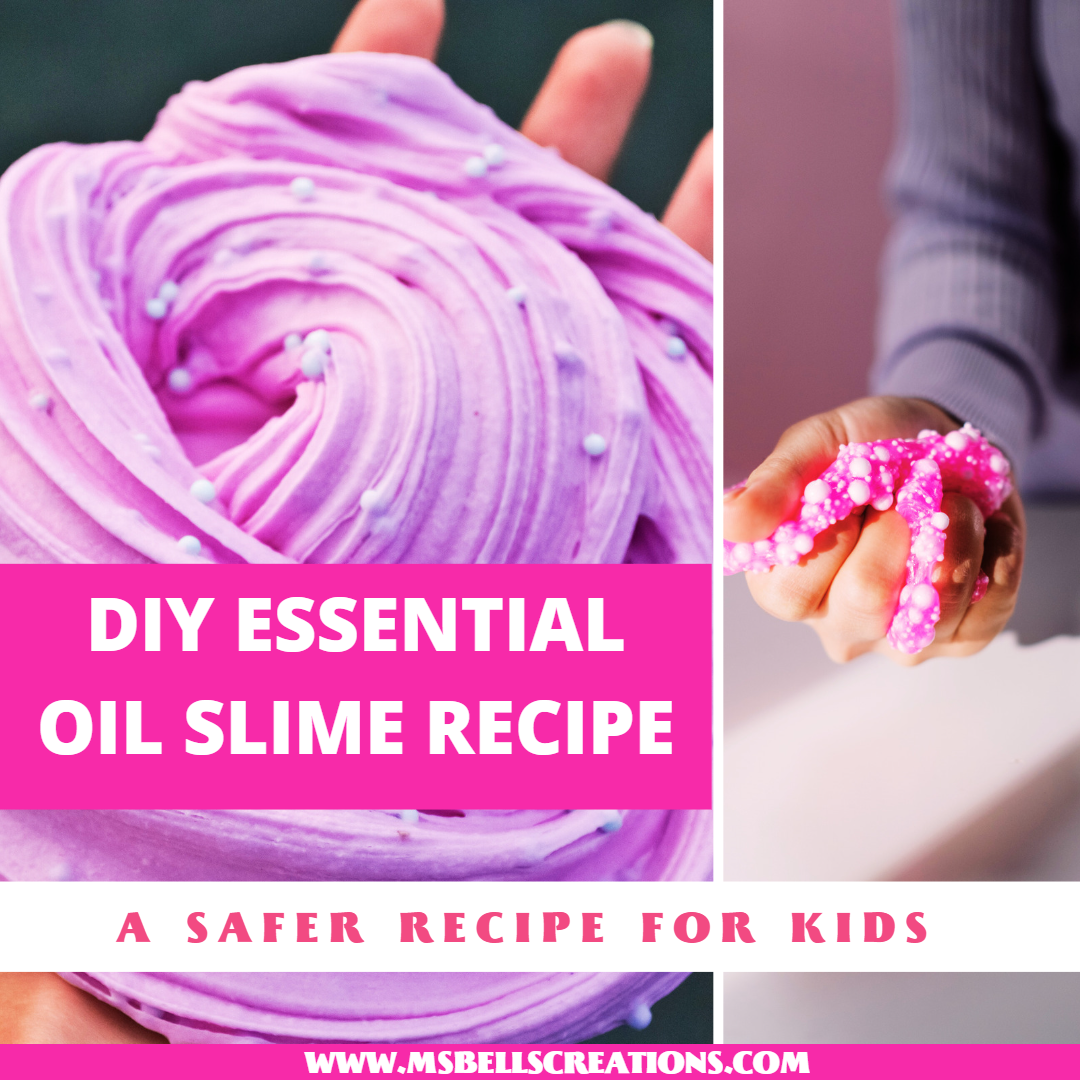 DIY ESSENTIAL
OIL SLIME RECIPE
A SAFER RECIPE FOR KIDS
WWW.MSBELLSCREATIONS.COM